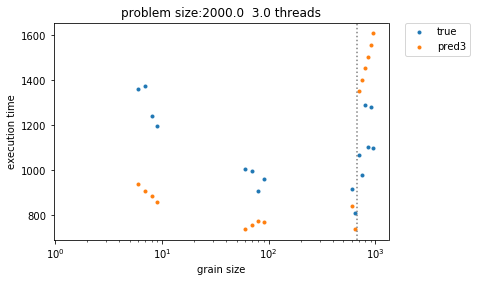 problem size:2000.0  3.0 threads
true
pred3
execution time
1600
1400
1200
1000
800
10⁰
10¹
10²
10³
grain size